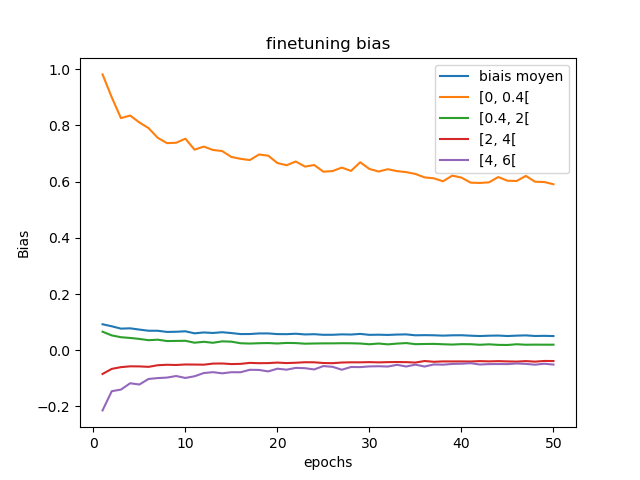 finetuning bias
biais moyen
[0, 0.4[
[0.4, 2[
[2, 4[
[4, 6[
Bias
1.0
0.8
0.6
0.4
0.2
0.0
−0.2
0 10 20 30 40 50
epochs